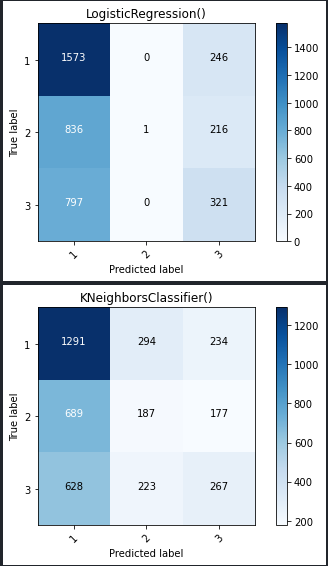 LogisticRegression()
1 1573 0 246 1400
1200
1000
2 836 1 216 800
600
400
3 797 0 321 200
0
True label
1 2 3
Predicted label
KNeighborsClassifier()
1 1291 294 234 1200
1000
2 689 187 177 800
600
3 628 223 267 400
200
True label
1 2 3
Predicted label